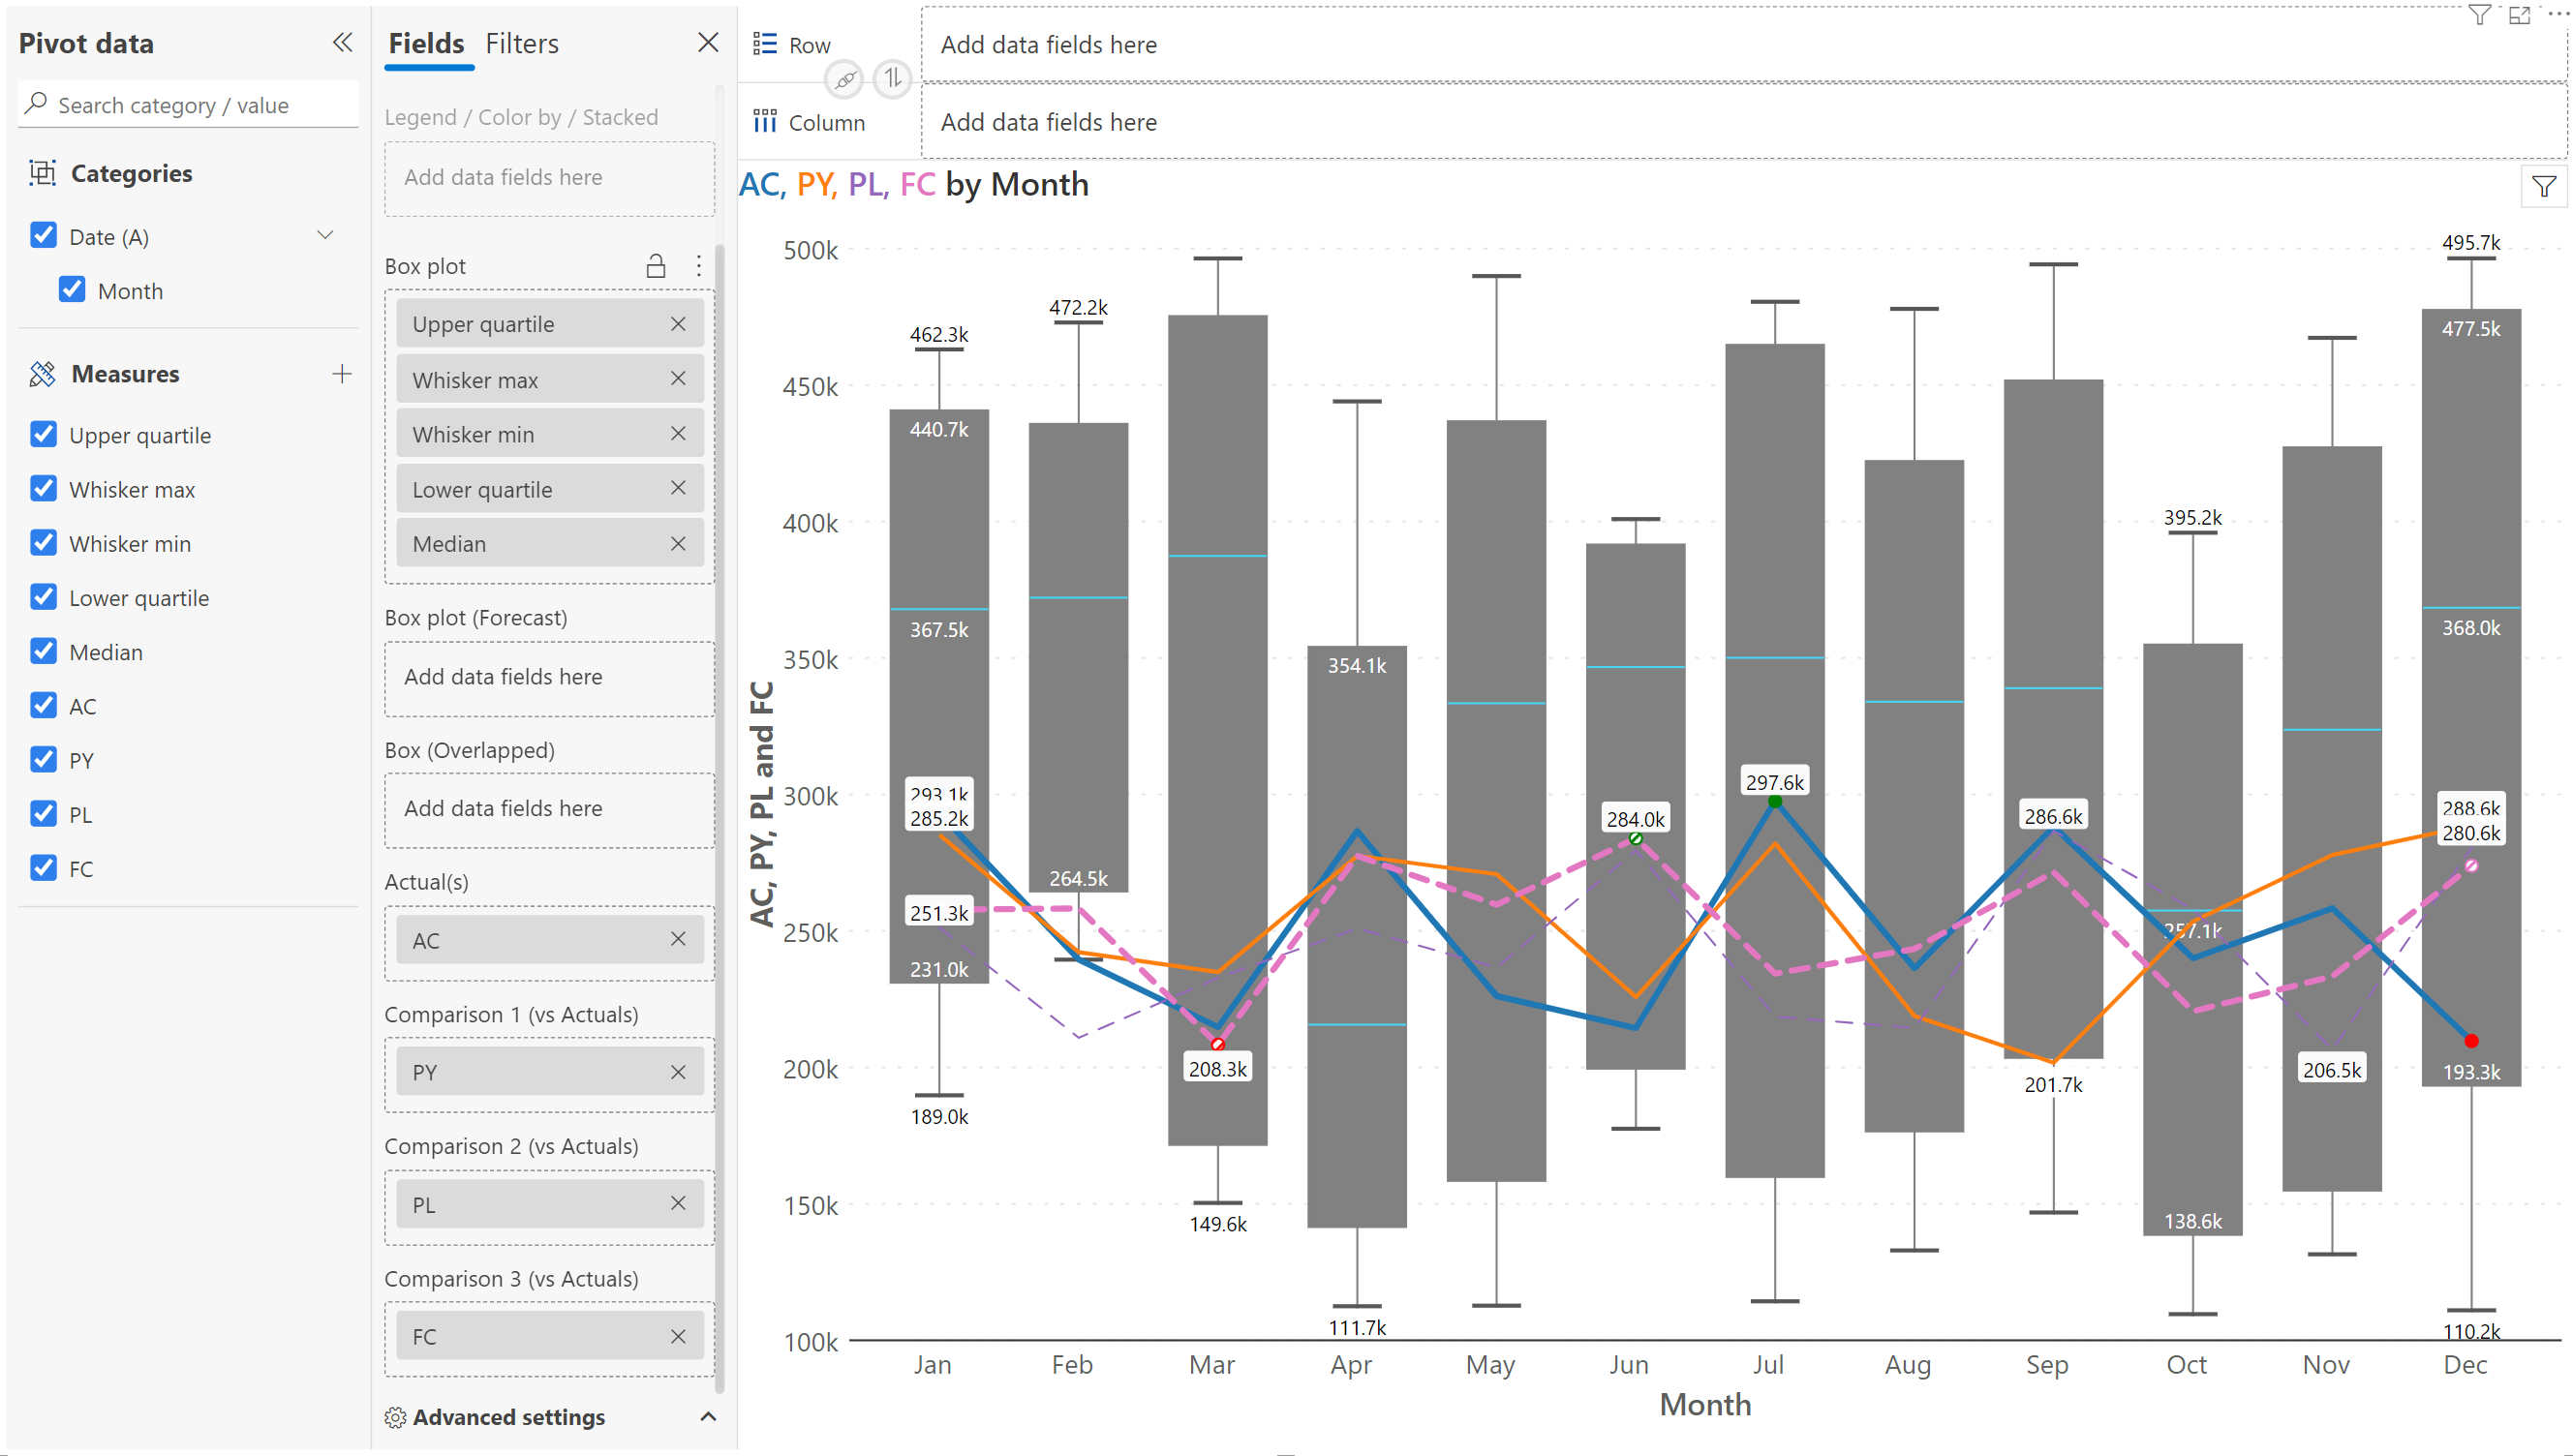 Pivot data
Search category / value
Categories
Date (A)
Month
Measures
Upper quartile
Whisker max
Whisker min
Lower quartile
Median
AC
PY
PL
FC
Fields Filters
Legend / Color by / Stacked
Add data fields here
Box plot
Upper quartile
Whisker max
Whisker min
Lower quartile
Median
Box plot (Forecast)
Add data fields here
Box (Overlapped)
Add data fields here
Actual(s)
AC
Comparison 1 (vs Actuals)
PY
Comparison 2 (vs Actuals)
PL
Comparison 3 (vs Actuals)
FC
Advanced settings
Row
Add data fields here
Column
Add data fields here
AC, PY, PL, FC by Month
AC, PY, PL and FC
500k
450k
400k
350k
300k
250k
200k
150k
100k
462.3k
440.7k
367.5k
293.1k
285.2k
251.3k
231.0k
189.0k
472.2k
264.5k
208.3k
149.6k
354.1k
111.7k
284.0k
297.6k
286.6k
201.7k
395.2k
257.1k
138.6k
206.5k
495.7k
477.5k
368.0k
288.6k
280.6k
193.3k
110.2k
Jan Feb Mar Apr May Jun Jul Aug Sep Oct Nov Dec
Month